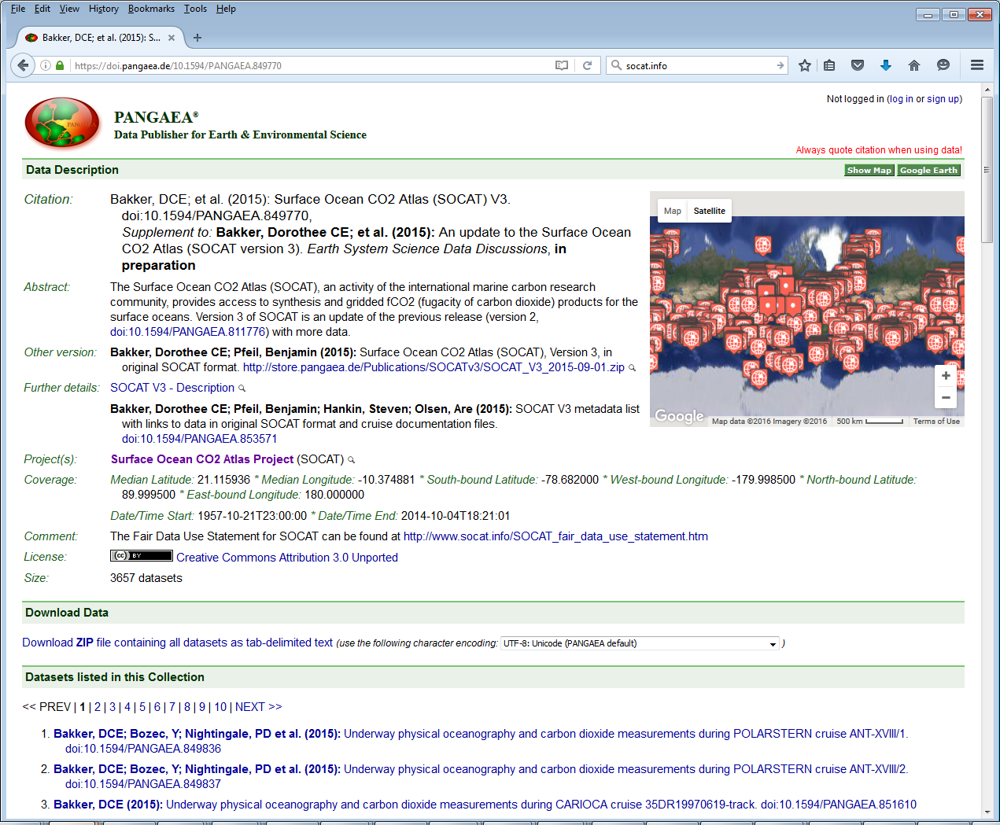 File Edit View History Bookmarks Tools Help
Bakker, DCE; et al. (2015): S...
https://doi.pangaea.de/10.1594/PANGAEA.849770
socat.info
Not logged in (log in or sign up)
PANGAEA
PANGAEA®
Data Publisher for Earth & Environmental Science
Always quote citation when using data!
Data Description
Show Map Google Earth
Citation: Bakker, DCE; et al. (2015): Surface Ocean CO2 Atlas (SOCAT) V3.
doi:10.1594/PANGAEA.849770,
Supplement to: Bakker, Dorothee CE; et al. (2015): An update to the Surface Ocean
CO2 Atlas (SOCAT version 3). Earth System Science Data Discussions, in
preparation
Map Satellite
Abstract: The Surface Ocean CO2 Atlas (SOCAT), an activity of the international marine carbon research
community, provides access to synthesis and gridded fCO2 (fugacity of carbon dioxide) products for the
surface oceans. Version 3 of SOCAT is an update of the previous release (version 2,
doi:10.1594/PANGAEA.811776) with more data.
Other version: Bakker, Dorothee CE; Pfeil, Benjamin (2015): Surface Ocean CO2 Atlas (SOCAT), Version 3, in
original SOCAT format. http://store.pangaea.de/Publications/SOCATv3/SOCAT_V3_2015-09-01.zip
Further details: SOCAT V3 - Description
Bakker, Dorothee CE; Pfeil, Benjamin; Hankin, Steven; Olsen, Are (2015): SOCAT V3 metadata list
with links to data in original SOCAT format and cruise documentation files.
doi:10.1594/PANGAEA.853571
+
−
Google Map data ©2016 Imagery ©2016 500 km Terms of Use
Project(s): Surface Ocean CO2 Atlas Project (SOCAT)
Coverage: Median Latitude: 21.115936 * Median Longitude: -10.374881 * South-bound Latitude: -78.682000 * West-bound Longitude: -179.998500 * North-bound Latitude:
89.999500 * East-bound Longitude: 180.000000
Date/Time Start: 1957-10-21T23:00:00 * Date/Time End: 2014-10-04T18:21:01
Comment: The Fair Data Use Statement for SOCAT can be found at http://www.socat.info/SOCAT_fair_data_use_statement.htm
License: (cc) BY Creative Commons Attribution 3.0 Unported
Size: 3657 datasets
Download Data
Download ZIP file containing all datasets as tab-delimited text (use the following character encoding: UTF-8: Unicode (PANGAEA default) )
Datasets listed in this Collection
<< PREV | 1 | 2 | 3 | 4 | 5 | 6 | 7 | 8 | 9 | 10 | NEXT >>
1. Bakker, DCE; Bozec, Y; Nightingale, PD et al. (2015): Underway physical oceanography and carbon dioxide measurements during POLARSTERN cruise ANT-XVIII/1.
doi:10.1594/PANGAEA.849836
2. Bakker, DCE; Bozec, Y; Nightingale, PD et al. (2015): Underway physical oceanography and carbon dioxide measurements during POLARSTERN cruise ANT-XVIII/2.
doi:10.1594/PANGAEA.849837
3. Bakker, DCE (2015): Underway physical oceanography and carbon dioxide measurements during CARIOCA cruise 35DR19970619-track. doi:10.1594/PANGAEA.851610